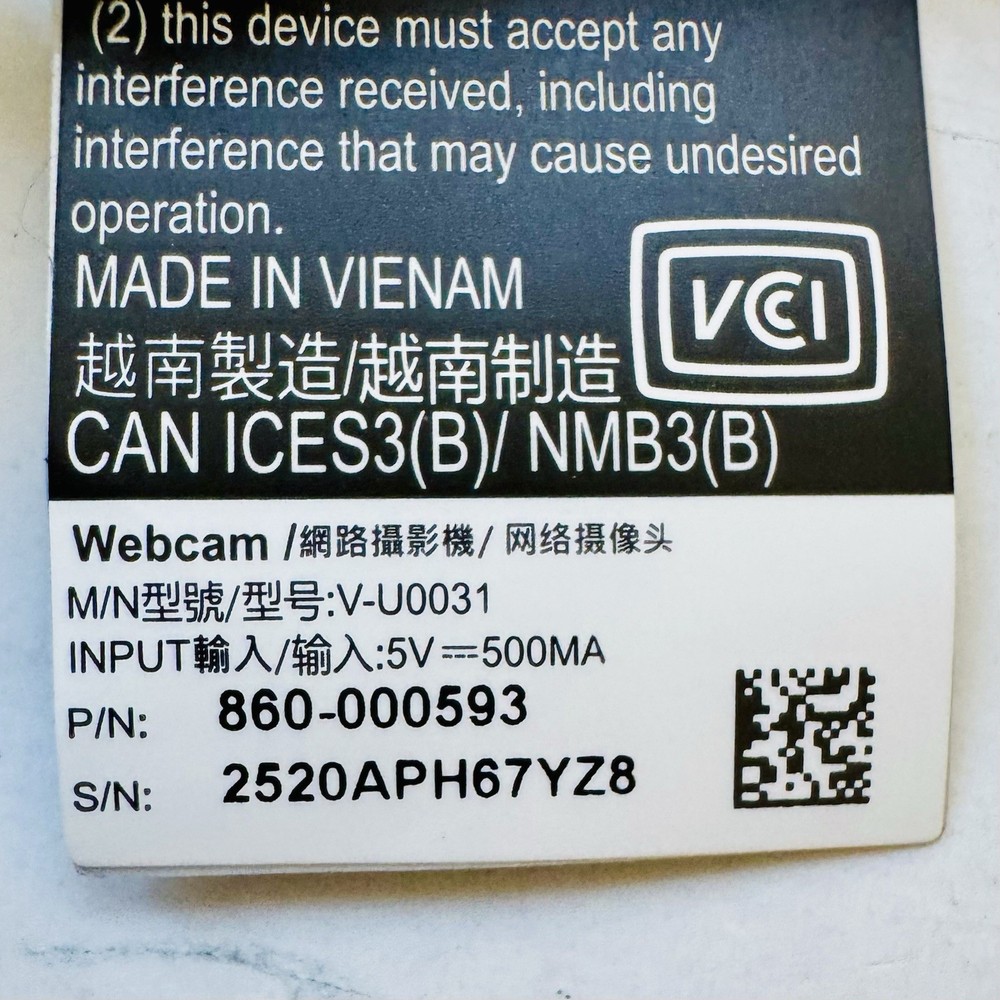 (2) this device must accept any
interference received, including
interference that may cause undesired
operation.
MADE IN VIENAM
越南製造/越南制造
VCCI
CAN ICES3(B)/ NMB3(B)
Webcam /網路攝影機/ 网络摄像头
M/N型號/型号:V-U0031
INPUT輸入/输入:5V⎓500MA
P/N: 860-000593
S/N: 2520APH67YZ8